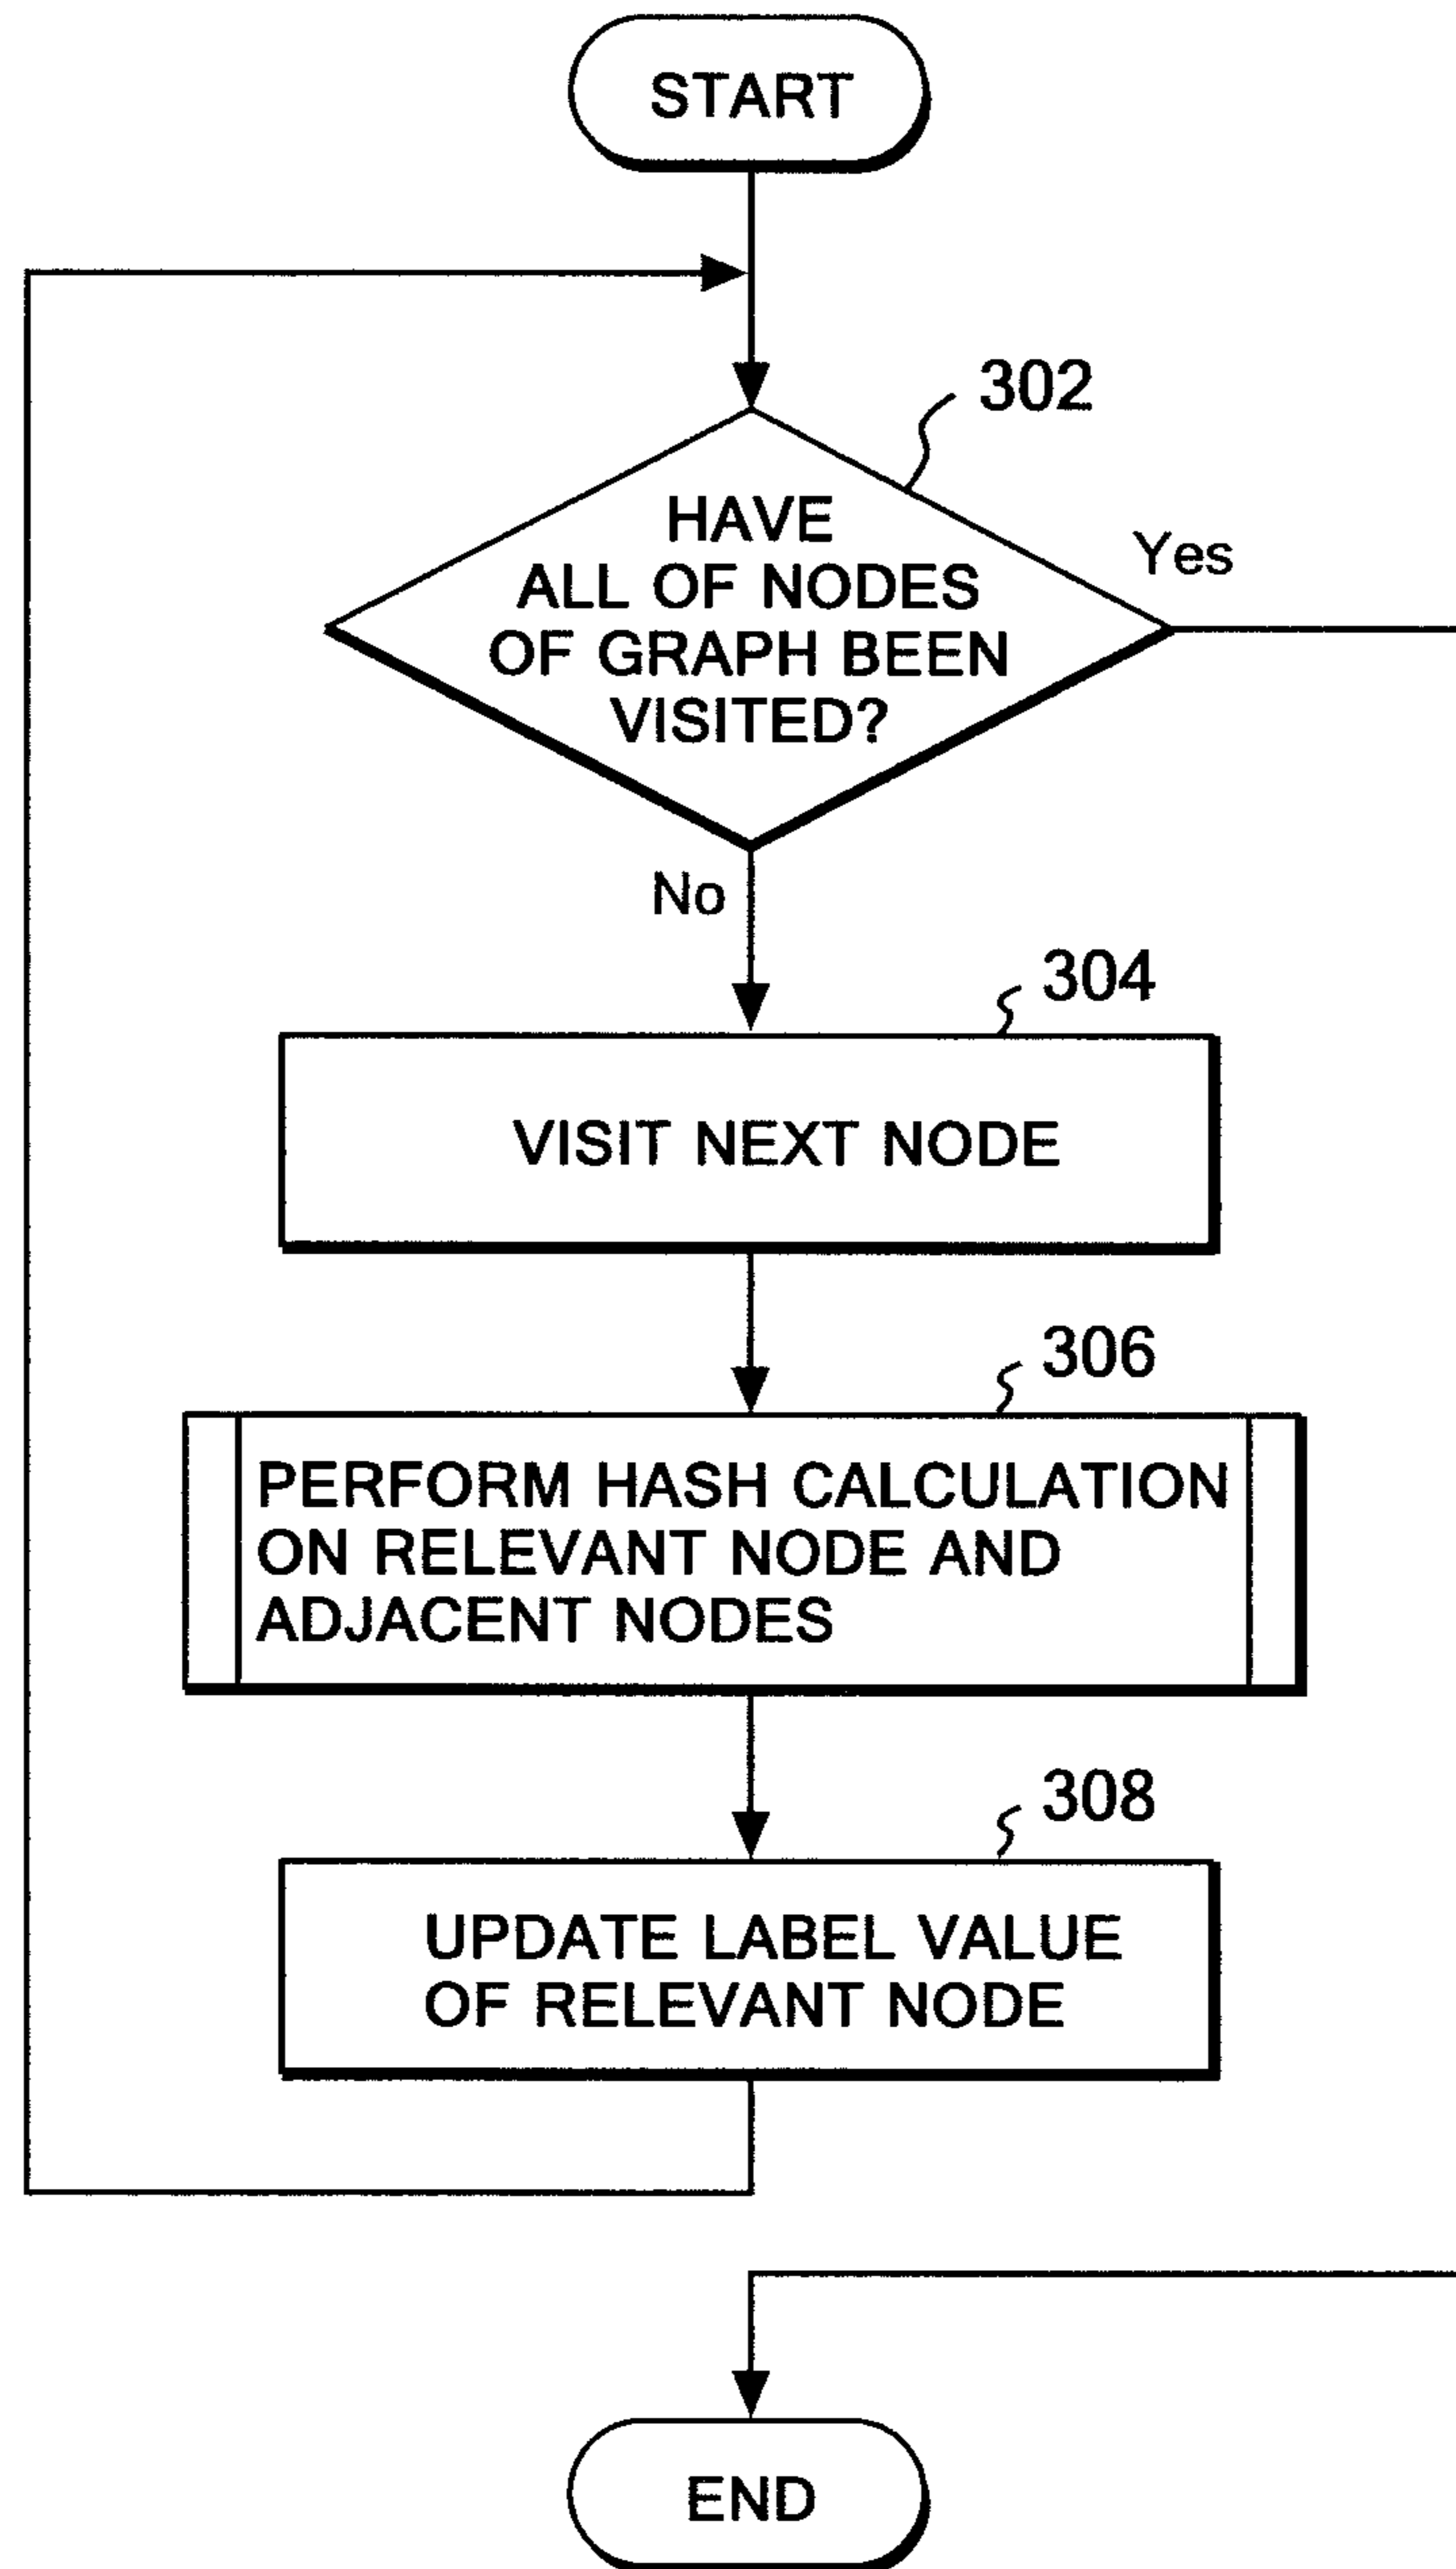 START
302
HAVE
ALL OF NODES
OF GRAPH BEEN
VISITED?
Yes
No
304
VISIT NEXT NODE
306
PERFORM HASH CALCULATION
ON RELEVANT NODE AND
ADJACENT NODES
308
UPDATE LABEL VALUE
OF RELEVANT NODE
END